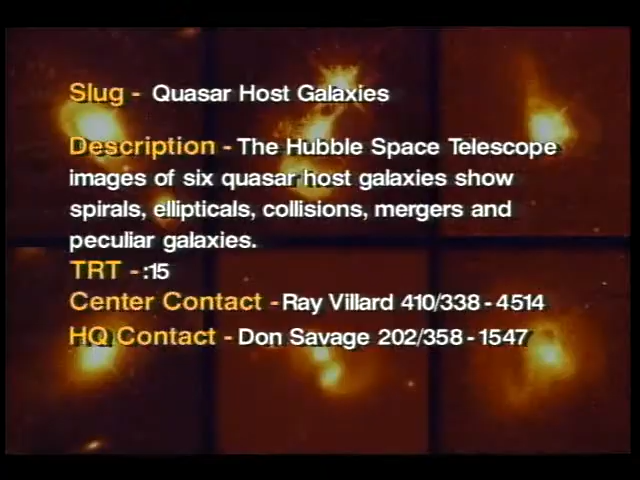 Slug - Quasar Host Galaxies
Description - The Hubble Space Telescope
images of six quasar host galaxies show
spirals, ellipticals, collisions, mergers and
peculiar galaxies.
TRT - :15
Center Contact - Ray Villard 410/338-4514
HQ Contact - Don Savage 202/358-1547